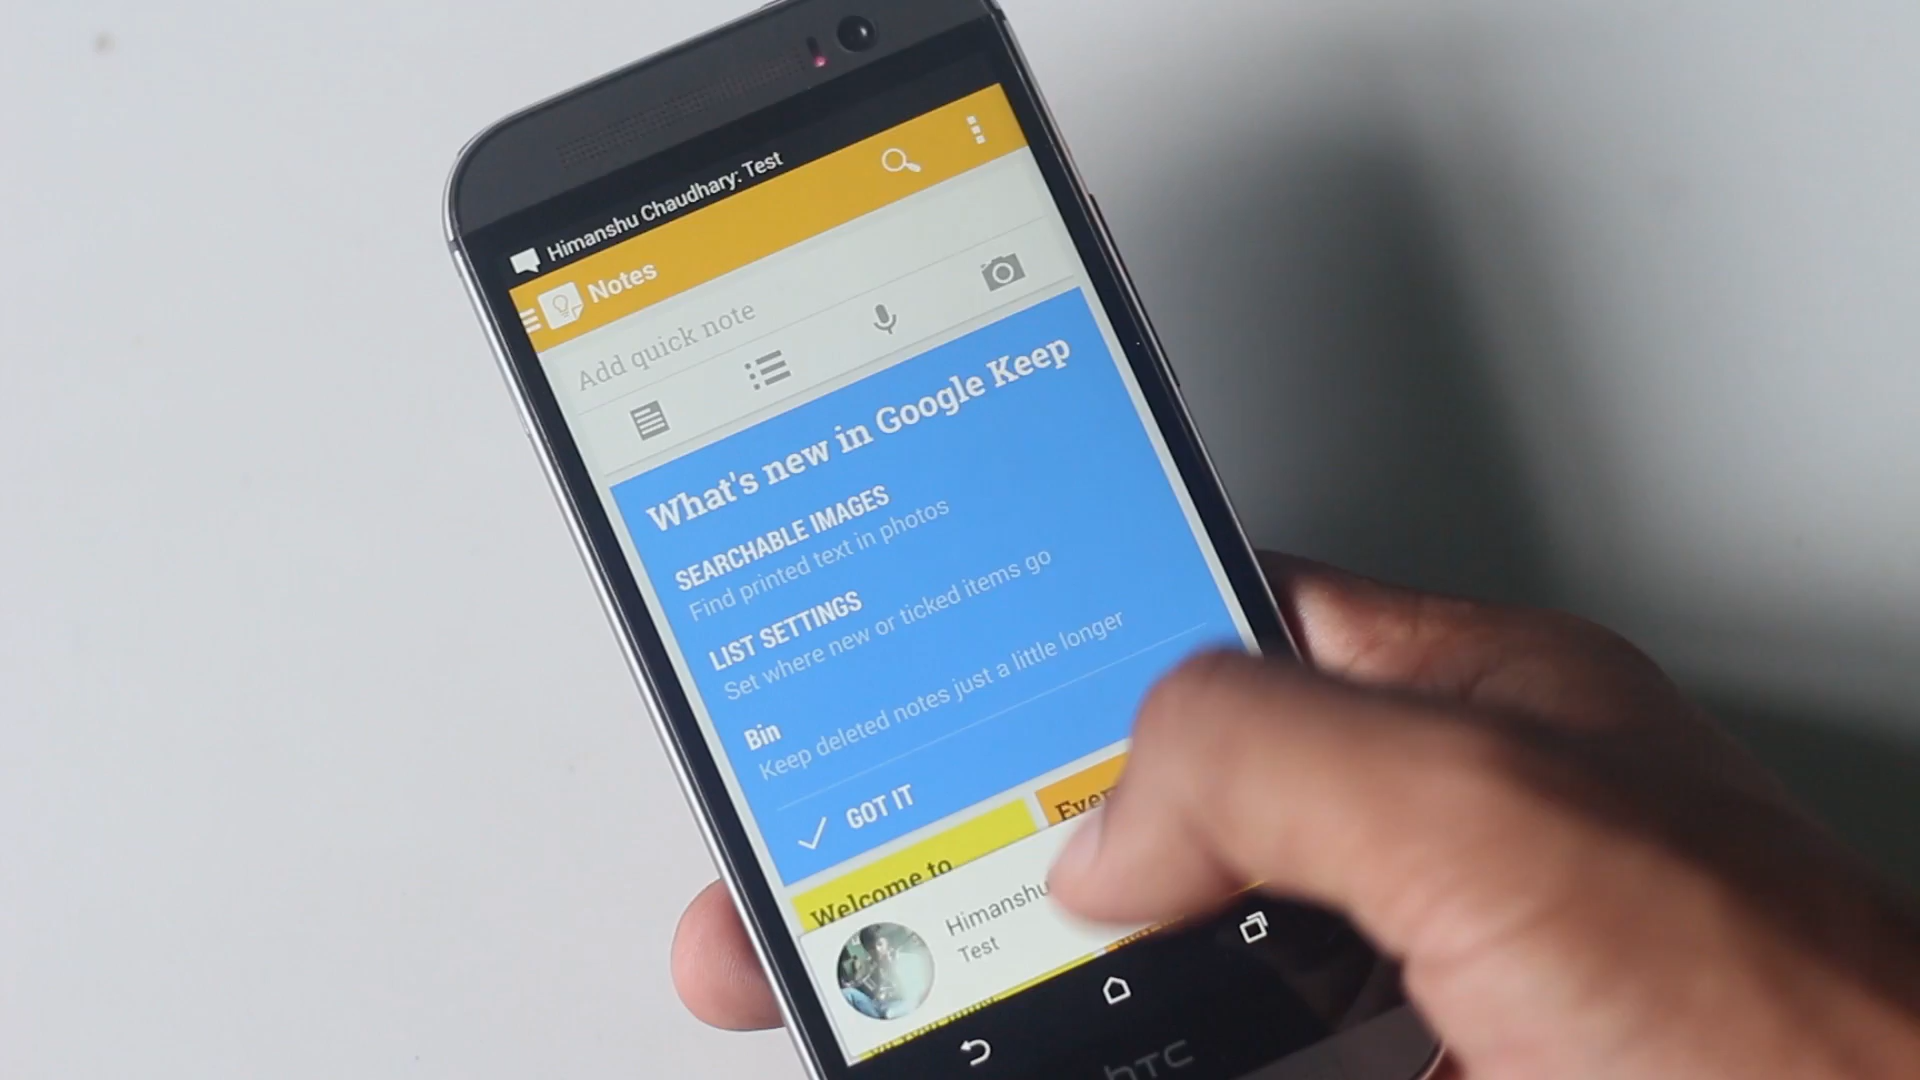 Himanshu Chaudhary: Test
Notes
Add quick note
What's new in Google Keep
SEARCHABLE IMAGES
Find printed text in photos
LIST SETTINGS
Set where new or ticked items go
Bin
Keep deleted notes just a little longer
GOT IT
Welcome to
Himanshu
Test
hTC